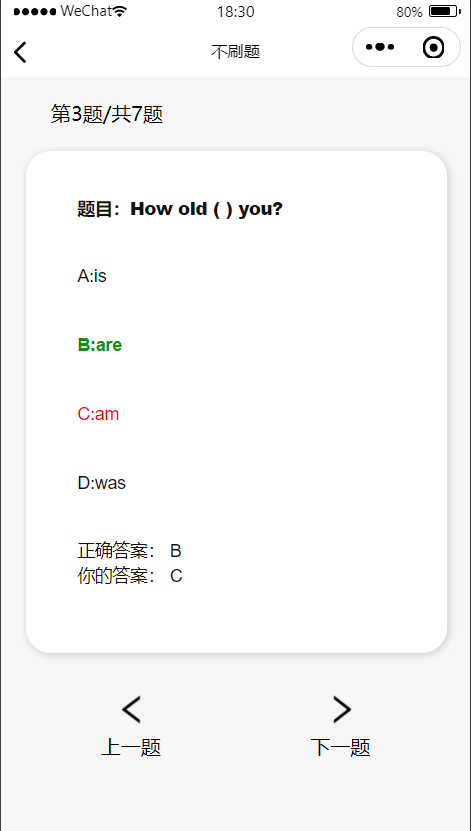 WeChat 18:30 80%
不刷题
第3题/共7题
题目：How old ( ) you?
A:is
B:are
C:am
D:was
正确答案： B
你的答案： C
上一题 下一题